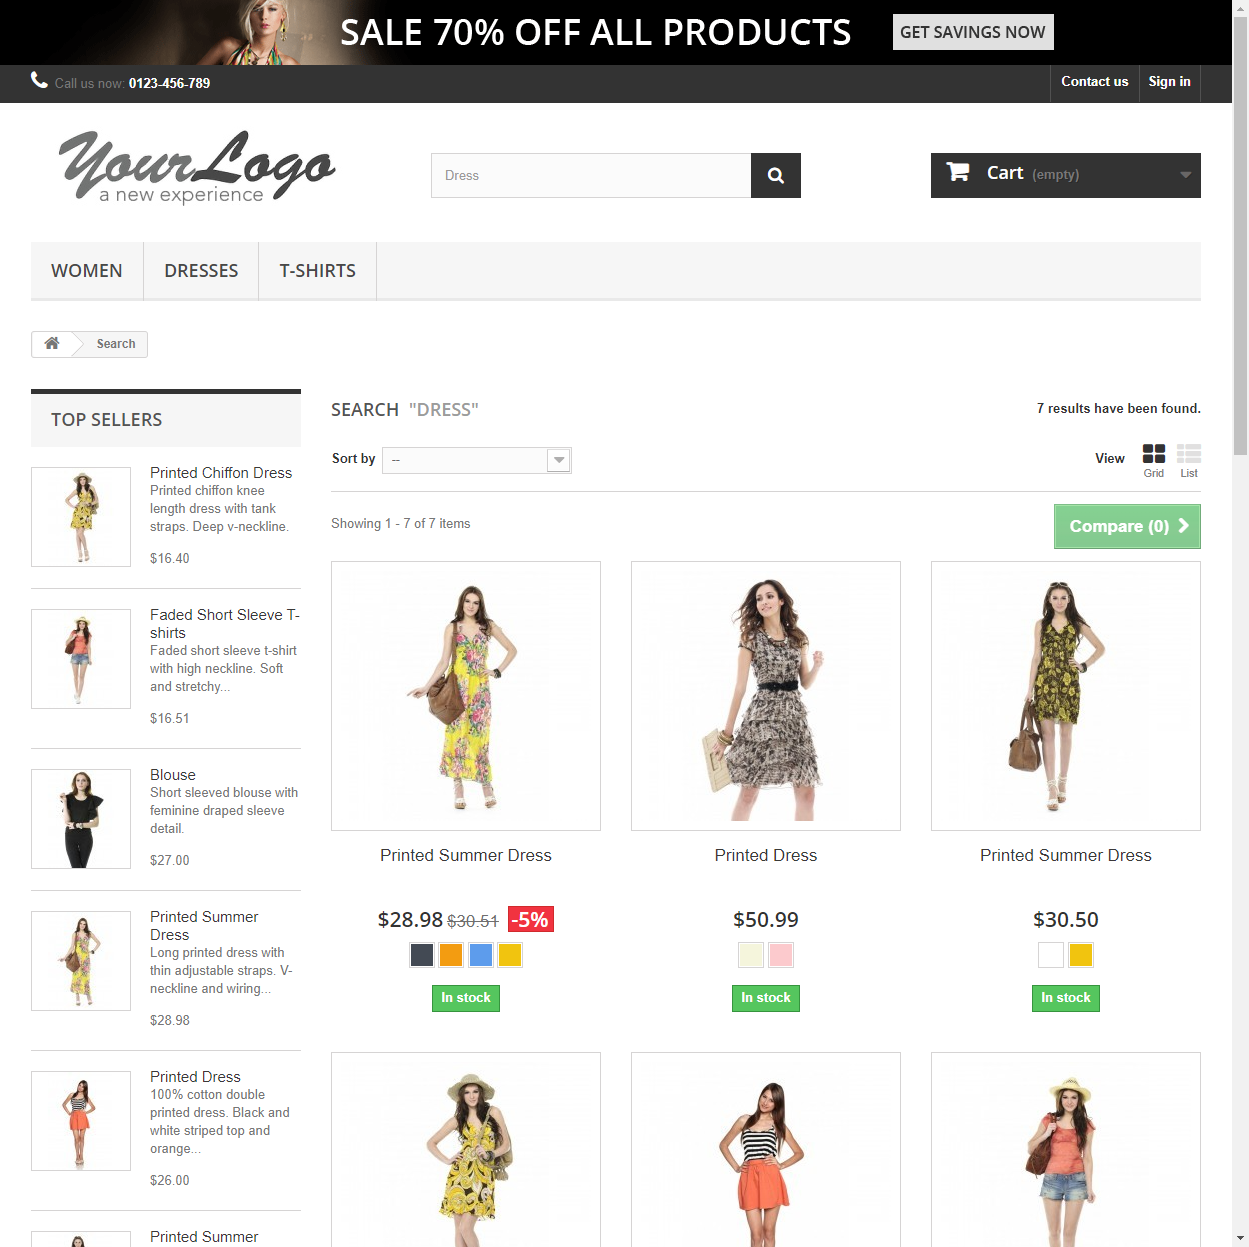 SALE 70% OFF ALL PRODUCTS
GET SAVINGS NOW
Call us now: 0123-456-789
Contact us
Sign in
YourLogo
a new experience
Dress
Cart (empty)
WOMEN
DRESSES
T-SHIRTS
Search
TOP SELLERS
Printed Chiffon Dress
Printed chiffon knee
length dress with tank
straps. Deep v-neckline.
$16.40
Faded Short Sleeve T-
shirts
Faded short sleeve t-shirt
with high neckline. Soft
and stretchy...
$16.51
Blouse
Short sleeved blouse with
feminine draped sleeve
detail.
$27.00
Printed Summer
Dress
Long printed dress with
thin adjustable straps. V-
neckline and wiring...
$28.98
Printed Dress
100% cotton double
printed dress. Black and
white striped top and
orange...
$26.00
Printed Summer
SEARCH "DRESS"
7 results have been found.
Sort by
--
View
Grid
List
Showing 1 - 7 of 7 items
Compare (0)
Printed Summer Dress
$28.98 $30.51 -5%
In stock
Printed Dress
$50.99
In stock
Printed Summer Dress
$30.50
In stock